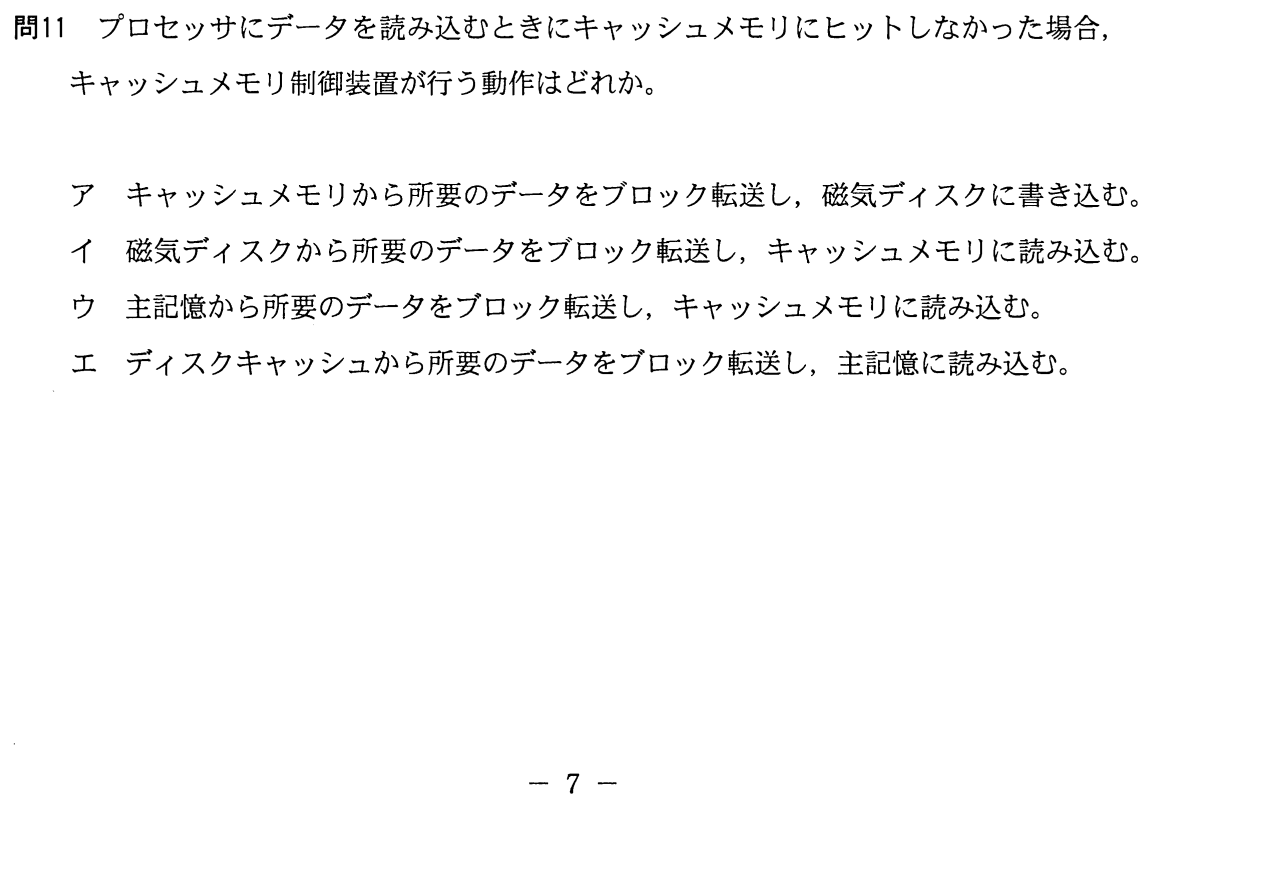 問11　プロセッサにデータを読み込むときにキャッシュメモリにヒットしなかった場合，
キャッシュメモリ制御装置が行う動作はどれか。
ア　キャッシュメモリから所要のデータをブロック転送し，磁気ディスクに書き込む。
イ　磁気ディスクから所要のデータをブロック転送し，キャッシュメモリに読み込む。
ウ　主記憶から所要のデータをブロック転送し，キャッシュメモリに読み込む。
エ　ディスクキャッシュから所要のデータをブロック転送し，主記憶に読み込む。
― 7 ―